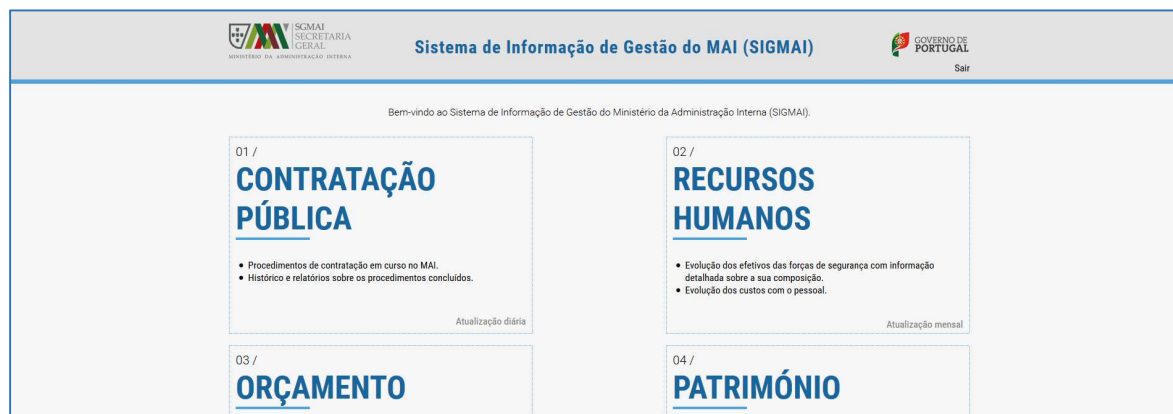 SGMAI
SECRETARIA
GERAL
MINISTÉRIO DA ADMINISTRAÇÃO INTERNA
Sistema de Informação de Gestão do MAI (SIGMAI)
GOVERNO DE
PORTUGAL
Sair
Bem-vindo ao Sistema de Informação de Gestão do Ministério da Administração Interna (SIGMAI).
01 /
CONTRATAÇÃO
PÚBLICA
• Procedimentos de contratação em curso no MAI.
• Histórico e relatórios sobre os procedimentos concluídos.
Atualização diária
02 /
RECURSOS
HUMANOS
• Evolução dos efetivos das forças de segurança com informação
detalhada sobre a sua composição.
• Evolução dos custos com o pessoal.
Atualização mensal
03 /
ORÇAMENTO
04 /
PATRIMÓNIO